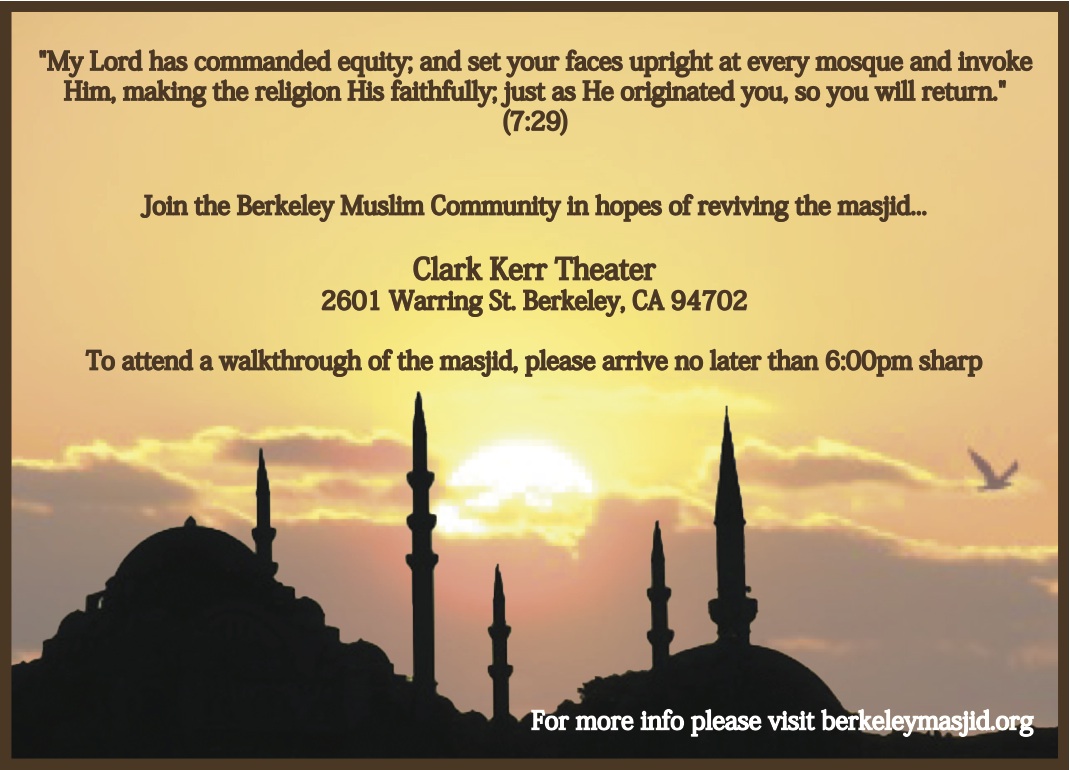 "My Lord has commanded equity; and set your faces upright at every mosque and invoke
Him, making the religion His faithfully; just as He originated you, so you will return."
(7:29)
Join the Berkeley Muslim Community in hopes of reviving the masjid...
Clark Kerr Theater
2601 Warring St. Berkeley, CA 94702
To attend a walkthrough of the masjid, please arrive no later than 6:00pm sharp
For more info please visit berkeleymasjid.org